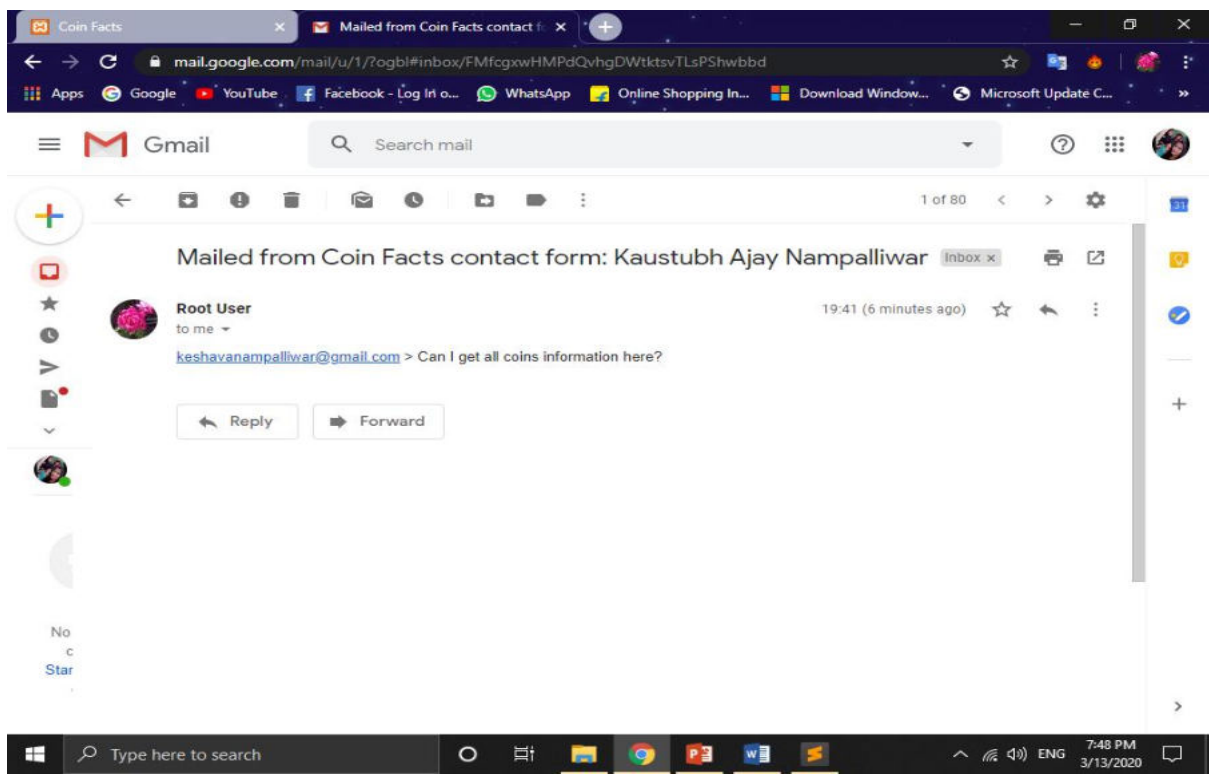 Coin Facts
Mailed from Coin Facts contact f
mail.google.com/mail/u/1/?ogbl#inbox/FMfcgxwHMPdQvhgDWtktsvTLsPShwbbd
Apps Google YouTube Facebook - Log In o... WhatsApp Online Shopping In... Download Window... Microsoft Update C... »
Gmail Search mail
1 of 80
31
Mailed from Coin Facts contact form: Kaustubh Ajay Nampalliwar Inbox x
Root User 19:41 (6 minutes ago)
to me
keshavanampalliwar@gmail.com > Can I get all coins information here?
Reply Forward
No
c
Star
Type here to search ENG 7:48 PM
3/13/2020